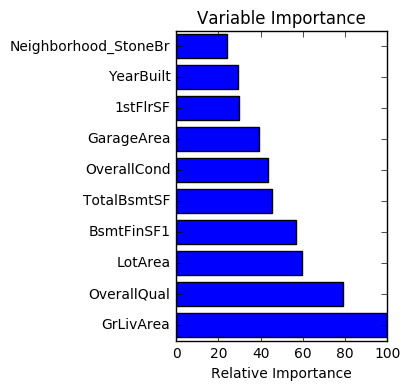 Variable Importance
Neighborhood_StoneBr
YearBuilt
1stFlrSF
GarageArea
OverallCond
TotalBsmtSF
BsmtFinSF1
LotArea
OverallQual
GrLivArea
0 20 40 60 80 100
Relative Importance